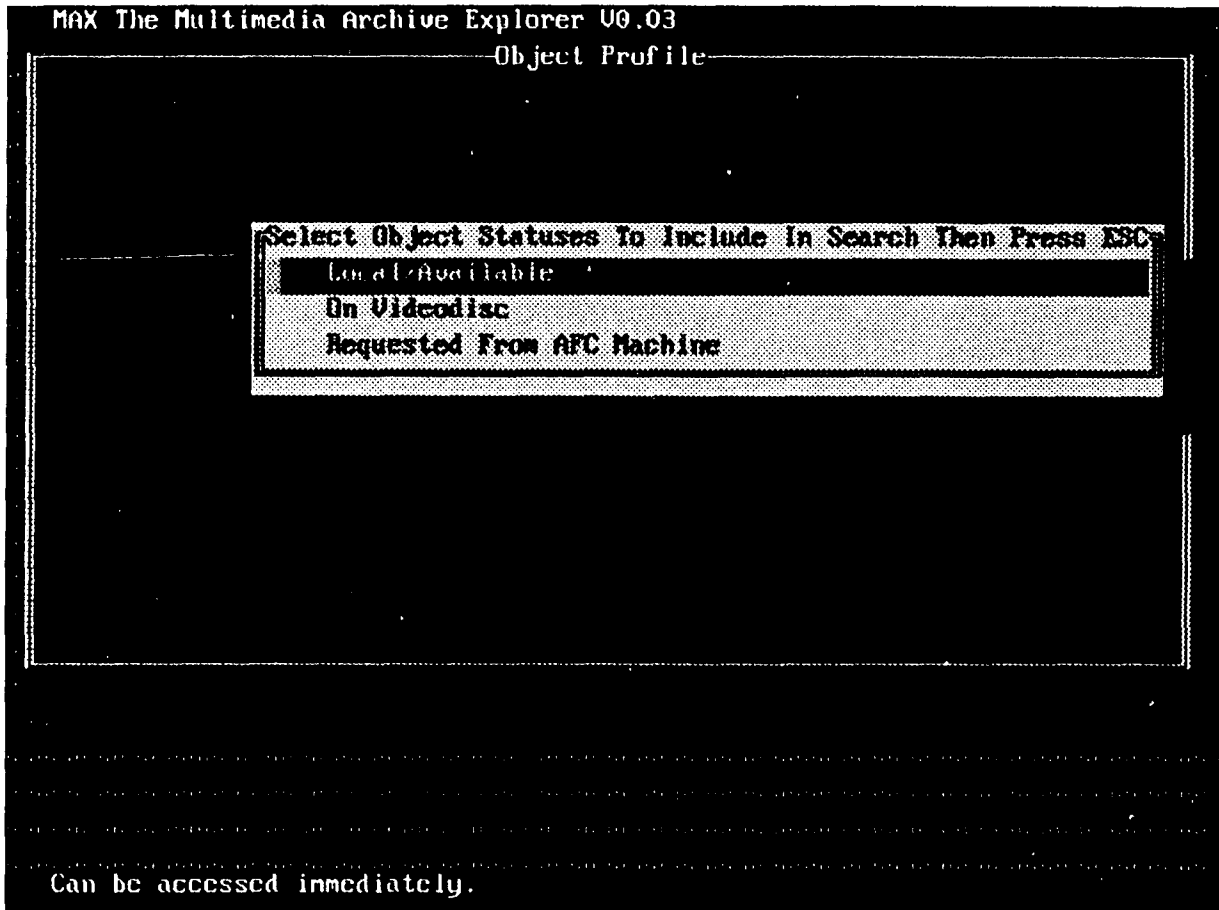 MAX The Multimedia Archive Explorer V0.03
Object Profile
Select Object Statuses To Include In Search Then Press ESC
Local/Available
On Videodisc
Requested From AFC Machine
Can be accessed immediately.